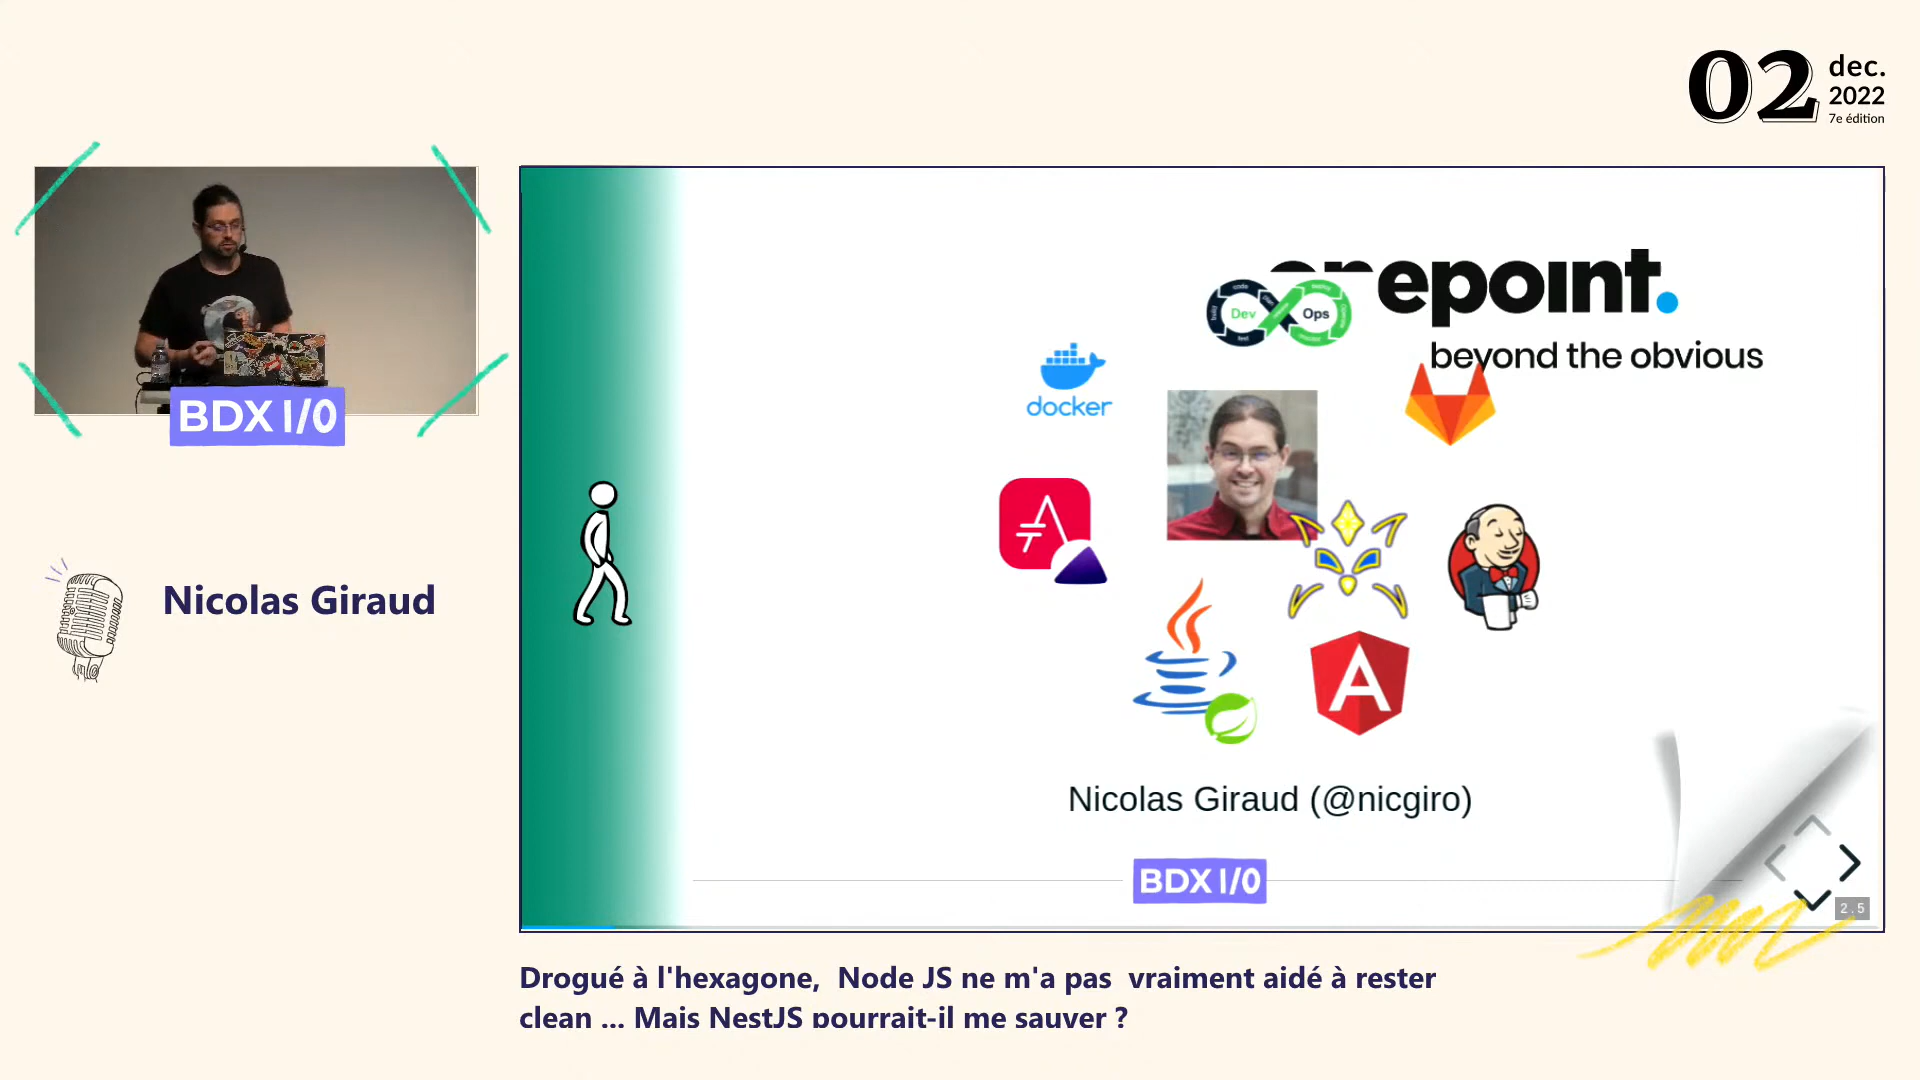 02 dec.
2022
7e édition
BDX I/O
Nicolas Giraud
onepoint.
beyond the obvious
Dev Ops
docker
Nicolas Giraud (@nicgiro)
BDX I/O
2.5
Drogué à l'hexagone,  Node JS ne m'a pas  vraiment aidé à rester
clean ... Mais NestJS pourrait-il me sauver ?